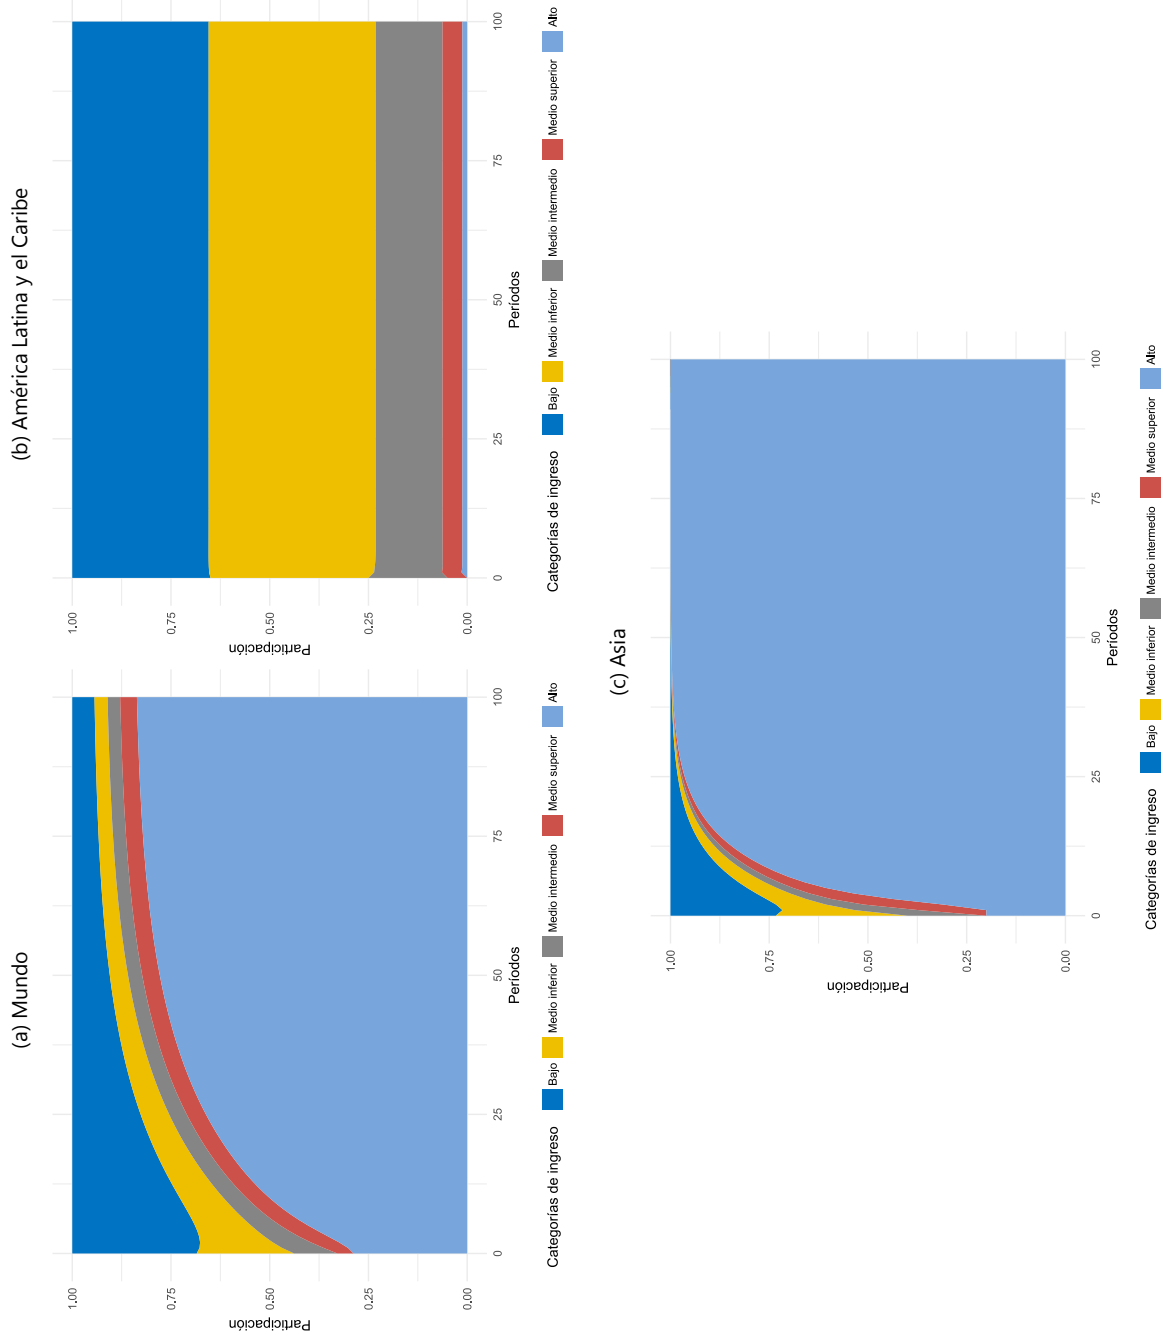 (a) Mundo
1.00
0.75
0.50
0.25
0.00
Participación
0
25
50
75
100
Períodos
Categorías de ingreso
Bajo
Medio inferior
Medio intermedio
Medio superior
Alto
(b) América Latina y el Caribe
1.00
0.75
0.50
0.25
0.00
Participación
0
25
50
75
100
Períodos
Categorías de ingreso
Bajo
Medio inferior
Medio intermedio
Medio superior
Alto
(c) Asia
1.00
0.75
0.50
0.25
0.00
Participación
0
25
50
75
100
Períodos
Categorías de ingreso
Bajo
Medio inferior
Medio intermedio
Medio superior
Alto